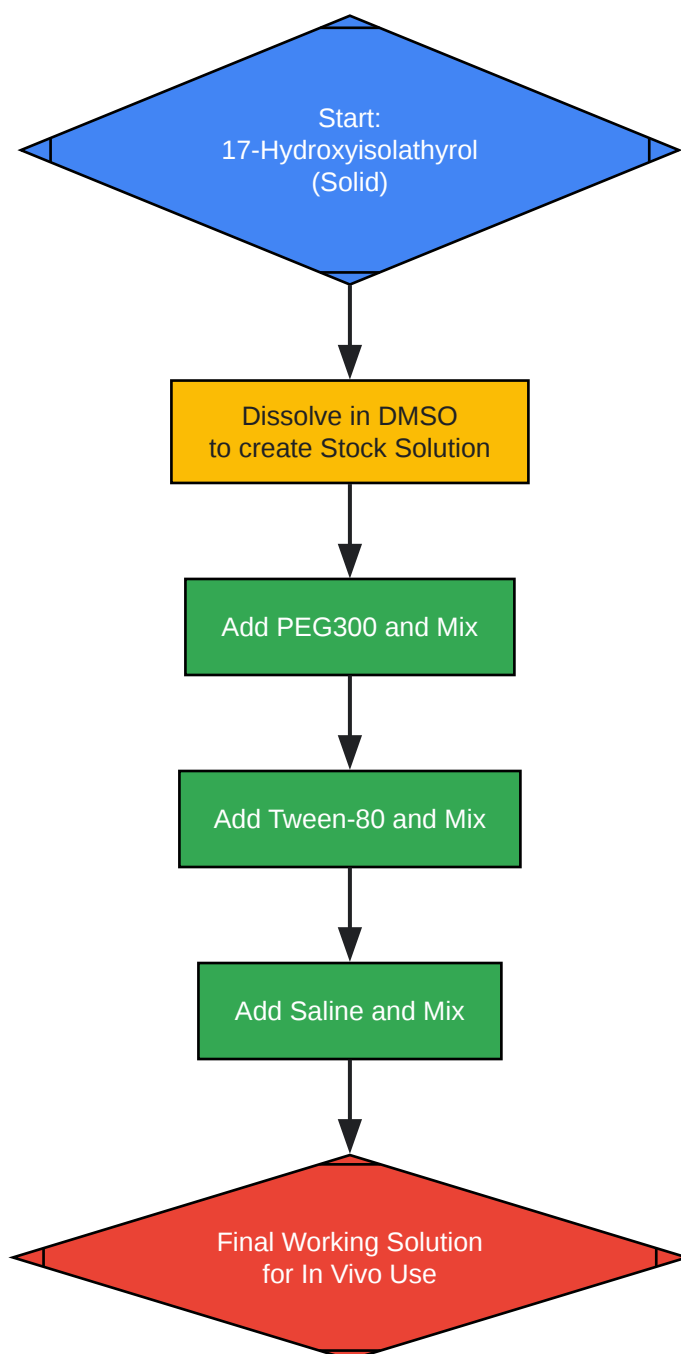 Start:
17-Hydroxyisolathyrol
(Solid)
Dissolve in DMSO
to create Stock Solution
Add PEG300 and Mix
Add Tween-80 and Mix
Add Saline and Mix
Final Working Solution
for In Vivo Use